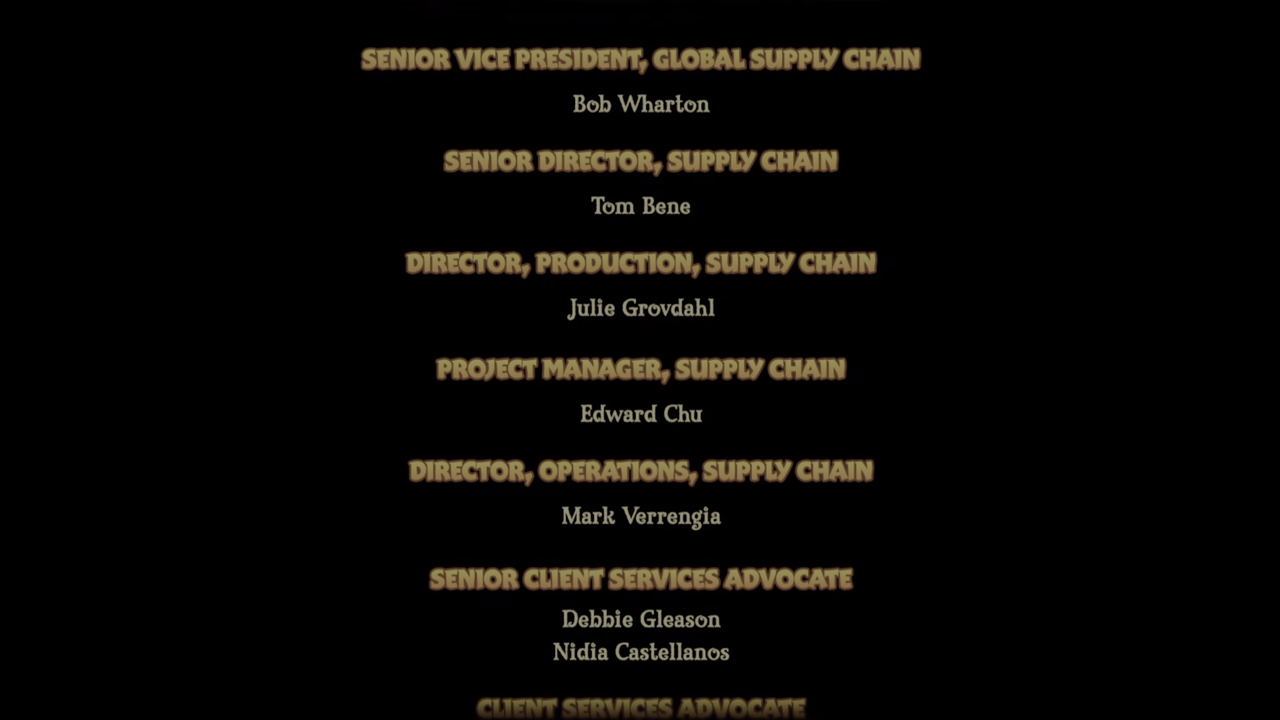 SENIOR VICE PRESIDENT, GLOBAL SUPPLY CHAIN
Bob Wharton
SENIOR DIRECTOR, SUPPLY CHAIN
Tom Bene
DIRECTOR, PRODUCTION, SUPPLY CHAIN
Julie Grovdahl
PROJECT MANAGER, SUPPLY CHAIN
Edward Chu
DIRECTOR, OPERATIONS, SUPPLY CHAIN
Mark Verrengia
SENIOR CLIENT SERVICES ADVOCATE
Debbie Gleason
Nidia Castellanos
CLIENT SERVICES ADVOCATE